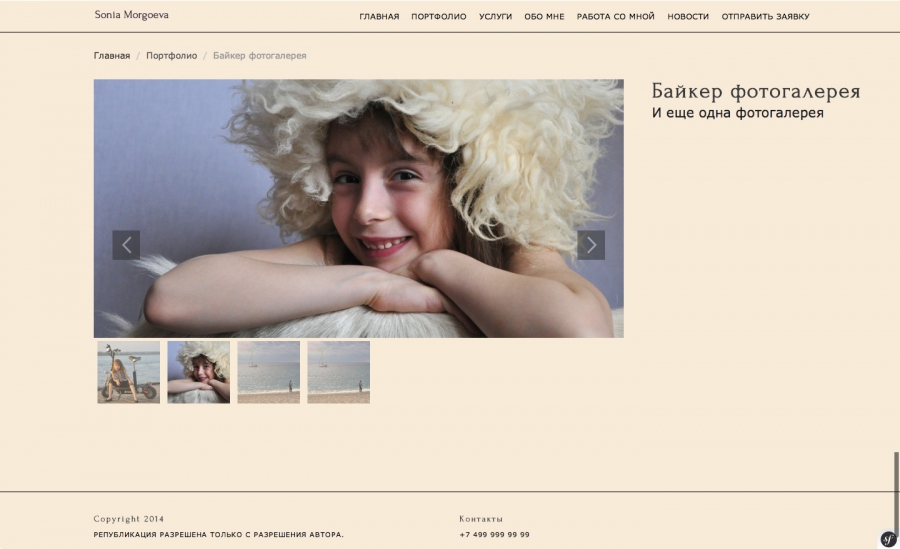 Sonia Morgoeva
ГЛАВНАЯ ПОРТФОЛИО УСЛУГИ ОБО МНЕ РАБОТА СО МНОЙ НОВОСТИ ОТПРАВИТЬ ЗАЯВКУ
Главная / Портфолио / Байкер фотогалерея
Байкер фотогалерея
И еще одна фотогалерея
Copyright 2014
РЕПУБЛИКАЦИЯ РАЗРЕШЕНА ТОЛЬКО С РАЗРЕШЕНИЯ АВТОРА.
Контакты
+7 499 999 99 99
sf